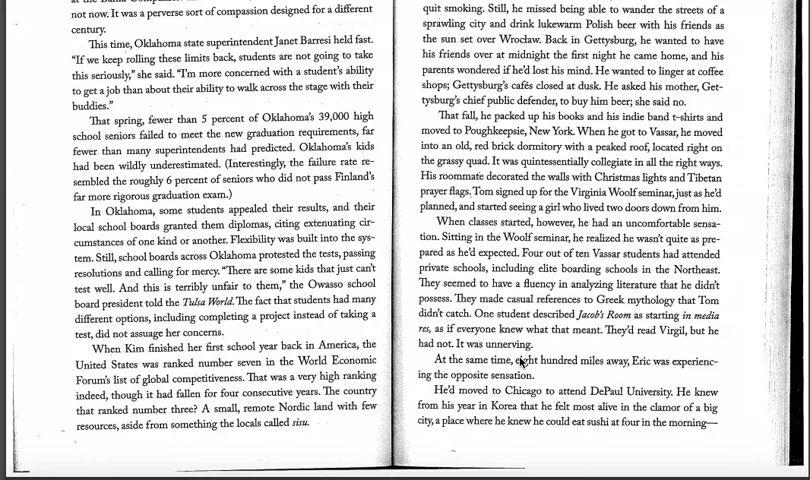 not now. It was a perverse sort of compassion designed for a different
century.
This time, Oklahoma state superintendent Janet Barresi held fast.
"If we keep rolling these limits back, students are not going to take
this seriously," she said. "I'm more concerned with a student's ability
to get a job than about their ability to walk across the stage with their
buddies."
That spring, fewer than 5 percent of Oklahoma's 39,000 high
school seniors failed to meet the new graduation requirements, far
fewer than many superintendents had predicted. Oklahoma's kids
had been wildly underestimated. (Interestingly, the failure rate re-
sembled the roughly 6 percent of seniors who did not pass Finland's
far more rigorous graduation exam.)
In Oklahoma, some students appealed their results, and their
local school boards granted them diplomas, citing extenuating cir-
cumstances of one kind or another. Flexibility was built into the sys-
tem. Still, school boards across Oklahoma protested the tests, passing
resolutions and calling for mercy. "There are some kids that just can't
test well. And this is terribly unfair to them," the Owasso school
board president told the Tulsa World. The fact that students had many
different options, including completing a project instead of taking a
test, did not assuage her concerns.
When Kim finished her first school year back in America, the
United States was ranked number seven in the World Economic
Forum's list of global competitiveness. That was a very high ranking
indeed, though it had fallen for four consecutive years. The country
that ranked number three? A small, remote Nordic land with few
resources, aside from something the locals called sisu.
quit smoking. Still, he missed being able to wander the streets of a
sprawling city and drink lukewarm Polish beer with his friends as
the sun set over Wrocław. Back in Gettysburg, he wanted to have
his friends over at midnight the first night he came home, and his
parents wondered if he'd lost his mind. He wanted to linger at coffee
shops; Gettysburg's cafés closed at dusk. He asked his mother, Get-
tysburg's chief public defender, to buy him beer; she said no.
That fall, he packed up his books and his indie band t-shirts and
moved to Poughkeepsie, New York. When he got to Vassar, he moved
into an old, red brick dormitory with a peaked roof, located right on
the grassy quad. It was quintessentially collegiate in all the right ways.
His roommate decorated the walls with Christmas lights and Tibetan
prayer flags. Tom signed up for the Virginia Woolf seminar, just as he'd
planned, and started seeing a girl who lived two doors down from him.
When classes started, however, he had an uncomfortable sensa-
tion. Sitting in the Woolf seminar, he realized he wasn't quite as pre-
pared as he'd expected. Four out of ten Vassar students had attended
private schools, including elite boarding schools in the Northeast.
They seemed to have a fluency in analyzing literature that he didn't
possess. They made casual references to Greek mythology that Tom
didn't catch. One student described Jacob's Room as starting in media
res, as if everyone knew what that meant. They'd read Virgil, but he
had not. It was unnerving.
At the same time, eight hundred miles away, Eric was experienc-
ing the opposite sensation.
He'd moved to Chicago to attend DePaul University. He knew
from his year in Korea that he felt most alive in the clamor of a big
city, a place where he knew he could eat sushi at four in the morning—